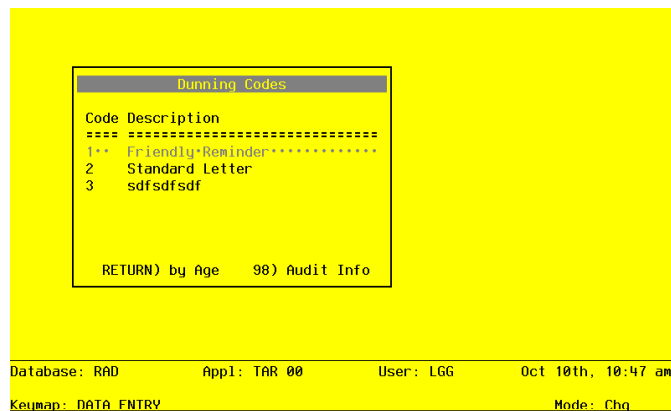 Dunning Codes
Code Description
==== ==============================
1·· Friendly·Reminder·············
2 Standard Letter
3 sdfsdfsdf
RETURN) by Age 98) Audit Info
Database: RAD Appl: TAR 00 User: LGG Oct 10th, 10:47 am
Keymap: DATA ENTRY Mode: Chg